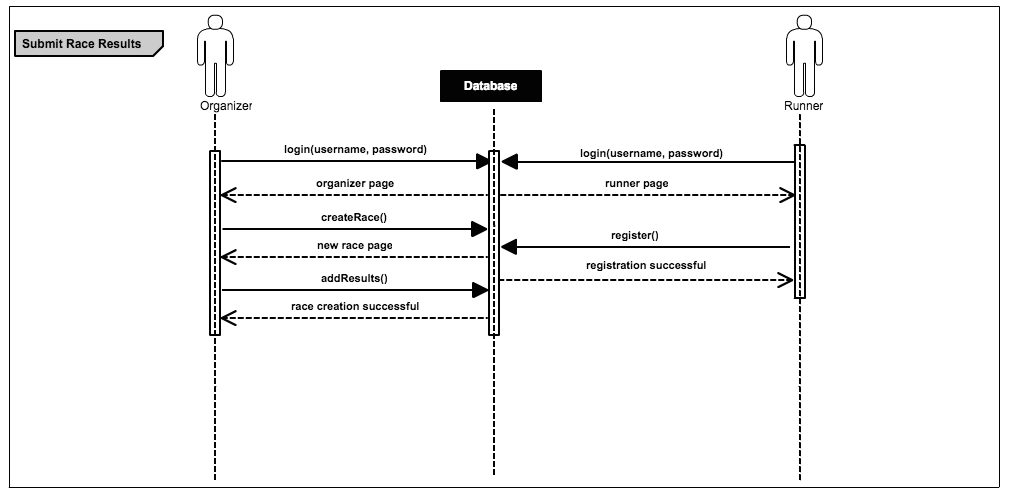 Submit Race Results
Organizer
Database
Runner
login(username, password)
login(username, password)
organizer page
runner page
createRace()
register()
new race page
registration successful
addResults()
race creation successful